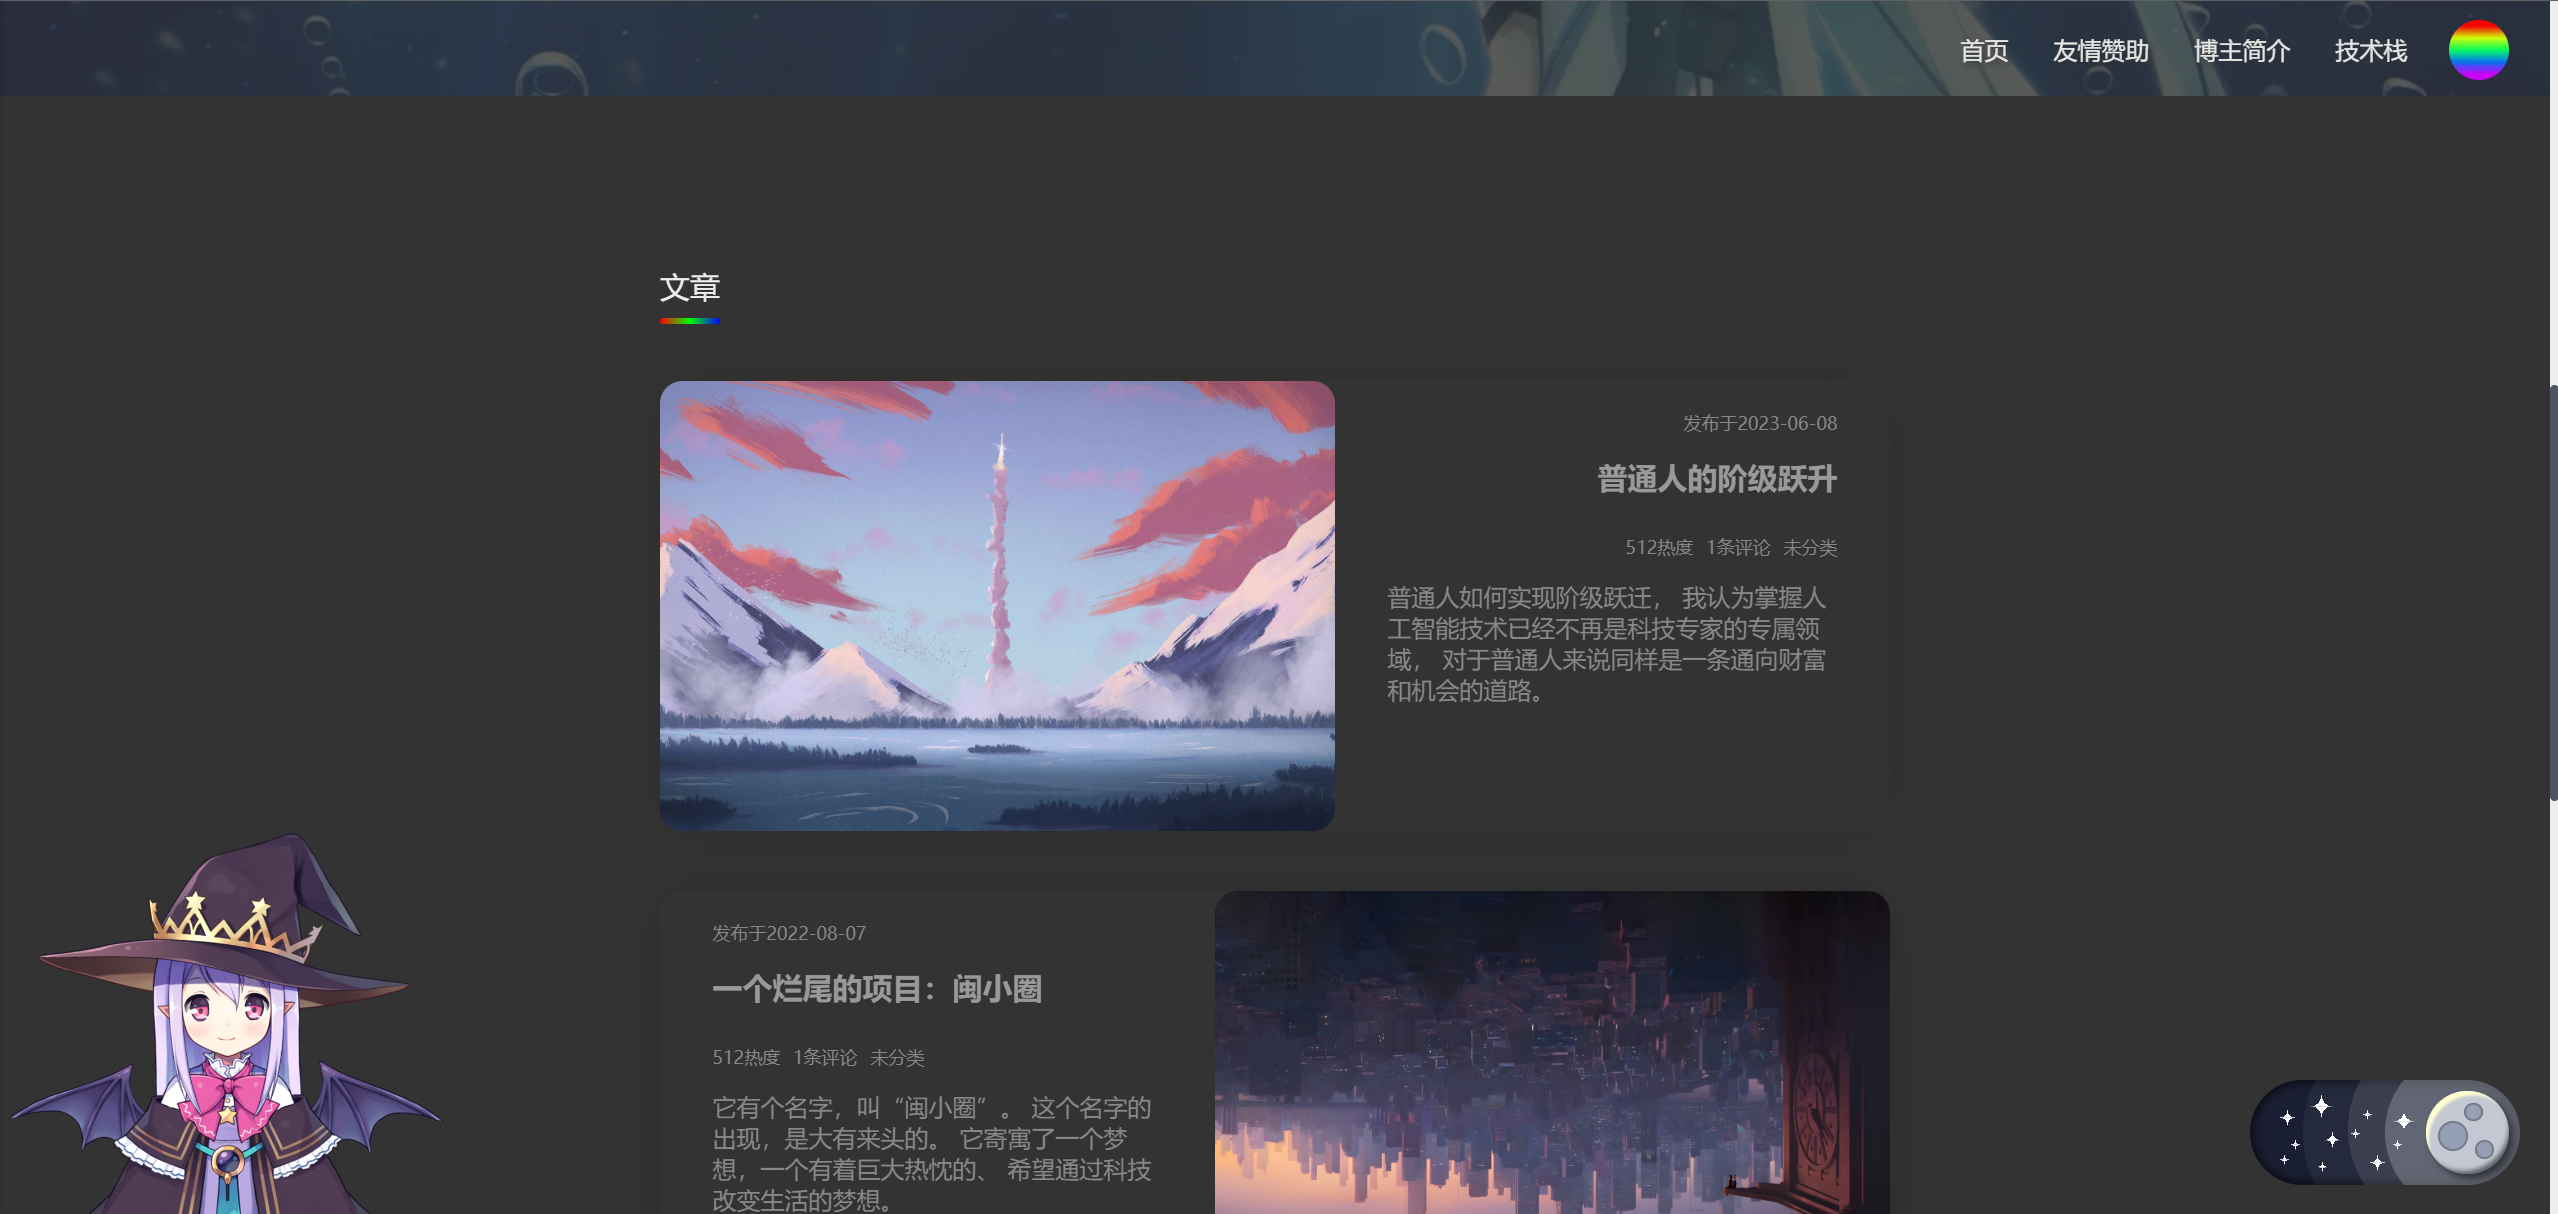 首页 友情赞助 博主简介 技术栈
文章
发布于2023-06-08
普通人的阶级跃升
512热度 1条评论 未分类
普通人如何实现阶级跃迁， 我认为掌握人
工智能技术已经不再是科技专家的专属领
域， 对于普通人来说同样是一条通向财富
和机会的道路。
发布于2022-08-07
一个烂尾的项目：闽小圈
512热度 1条评论 未分类
它有个名字，叫“闽小圈”。 这个名字的
出现，是大有来头的。 它寄寓了一个梦
想，一个有着巨大热忱的、 希望通过科技
改变生活的梦想。